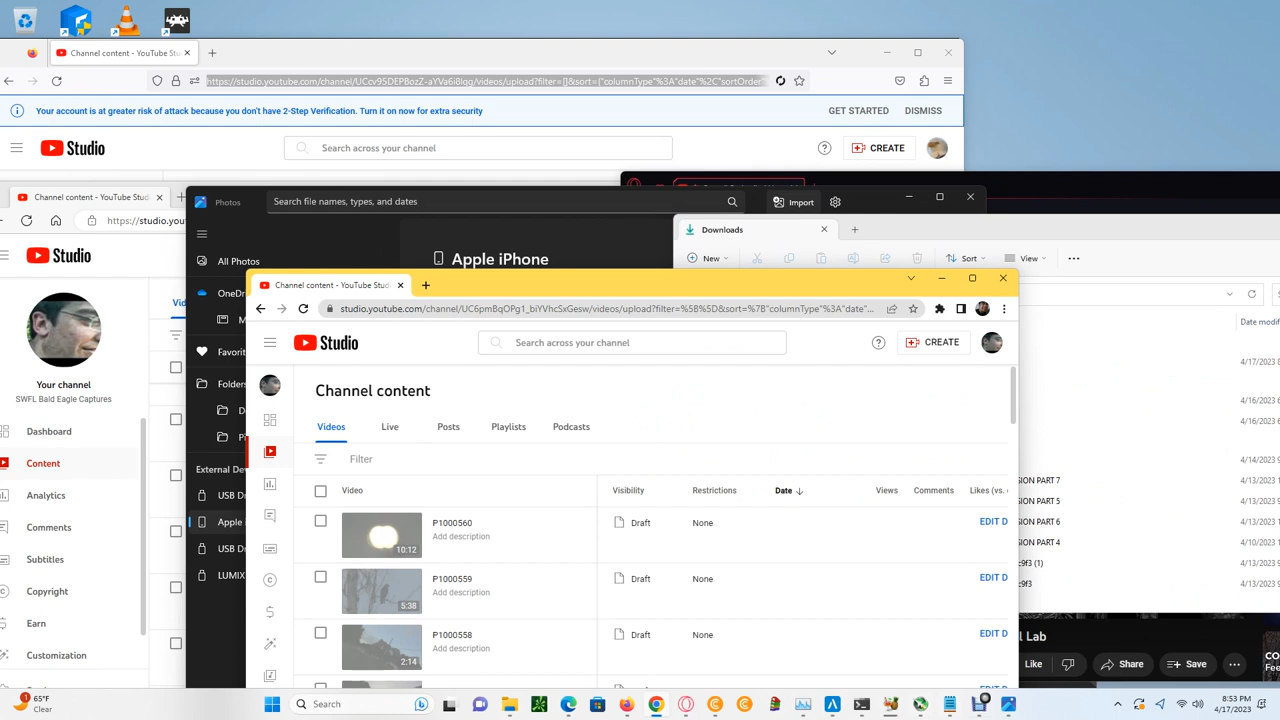 Channel content - YouTube Studio
https://studio.youtube.com/channel/UCcv95DEPBozZ-aYVa6i8lqg/videos/upload?filter=[]&sort={"columnType"%3A"date"%2C"sortOrder"
Your account is at greater risk of attack because you don't have 2-Step Verification. Turn it on now for extra security
GET STARTED
DISMISS
Studio
Search across your channel
CREATE
Channel content - YouTube Studio
https://studio.you
Studio
Your channel
SWFL Bald Eagle Captures
Dashboard
Content
Analytics
Comments
Subtitles
Copyright
Earn
Customization
Photos
Search file names, types, and dates
Import
All Photos
Apple iPhone
OneDri
Favorit
Folders
External Dev
USB Dr
Apple i
USB Dr
LUMIX
Downloads
New
Sort
View
Date modif
4/17/2023
4/16/2023
4/16/2023
4/14/2023
SION PART 7
4/13/2023
SION PART 5
4/13/2023
SION PART 6
4/13/2023
SION PART 4
4/10/2023
c9f3 (1)
4/13/2023
c9f3
4/13/2023
l Lab
Like
Share
Save
Channel content - YouTube Stud
studio.youtube.com/channel/UC6pmBqOPg1_biYVhcSxGesw/videos/upload?filter=%5B%5D&sort=%7B"columnType"%3A"date"...
Studio
Search across your channel
CREATE
Channel content
Videos
Live
Posts
Playlists
Podcasts
Filter
Video
Visibility
Restrictions
Date
Views
Comments
Likes (vs.
P1000560
Add description
10:12
Draft
None
EDIT D
P1000559
Add description
5:38
Draft
None
EDIT D
P1000558
Add description
2:14
Draft
None
EDIT D
65°F
Clear
Search
8:53 PM
4/17/2023